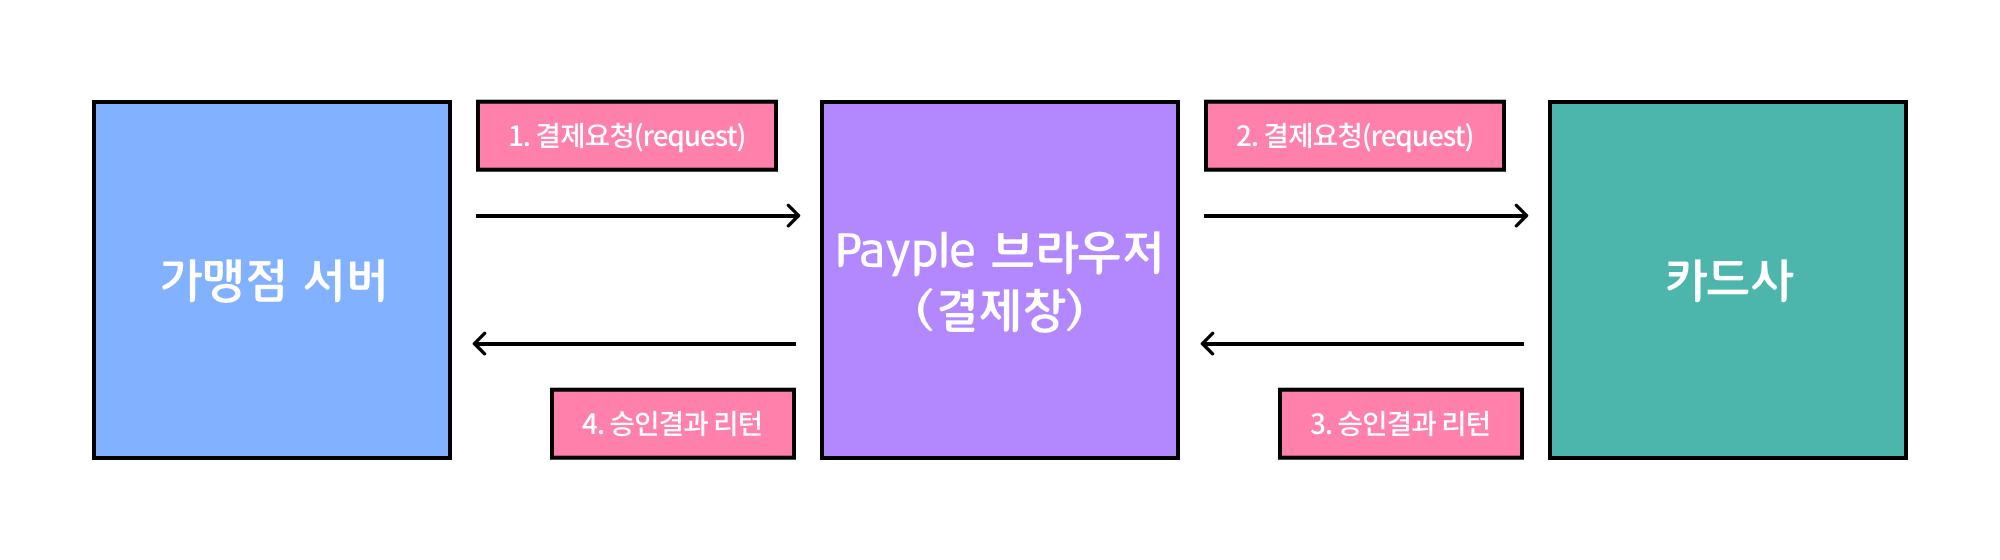 1. 결제요청(request)
2. 결제요청(request)
가맹점 서버
Payple 브라우저
(결제창)
카드사
4. 승인결과 리턴
3. 승인결과 리턴